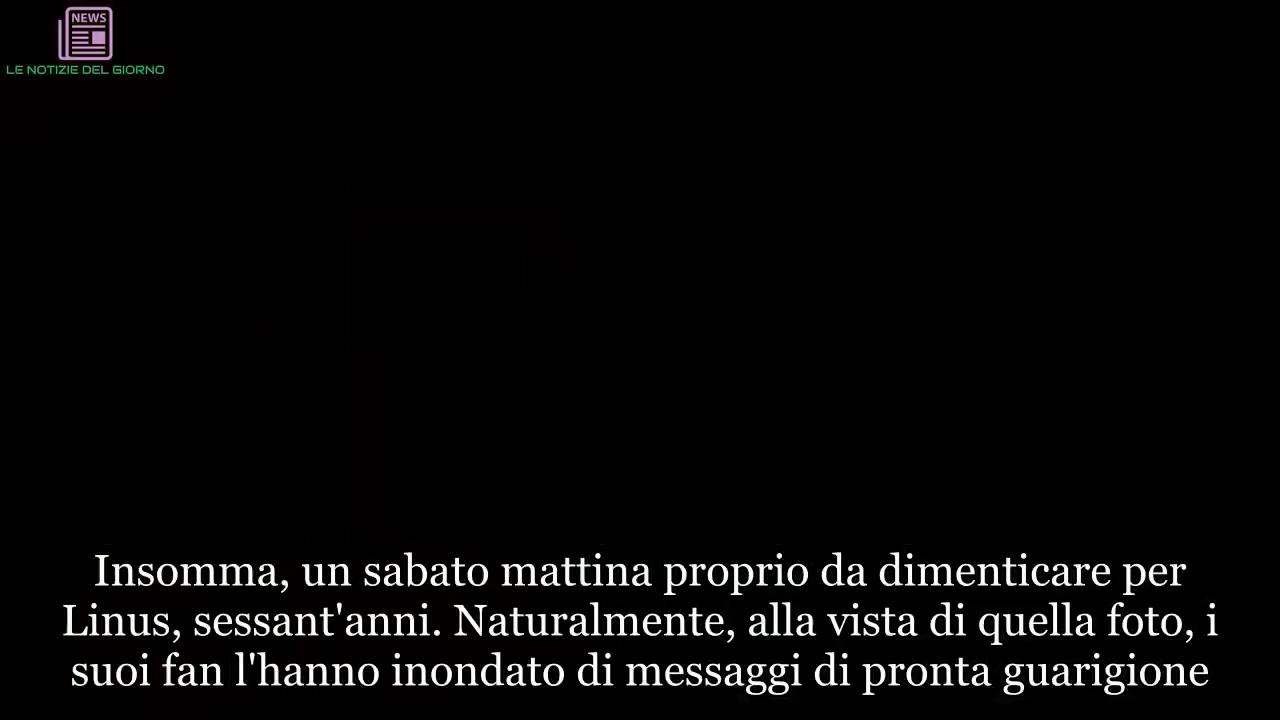 NEWS
LE NOTIZIE DEL GIORNO
Insomma, un sabato mattina proprio da dimenticare per
Linus, sessant'anni. Naturalmente, alla vista di quella foto, i
suoi fan l'hanno inondato di messaggi di pronta guarigione